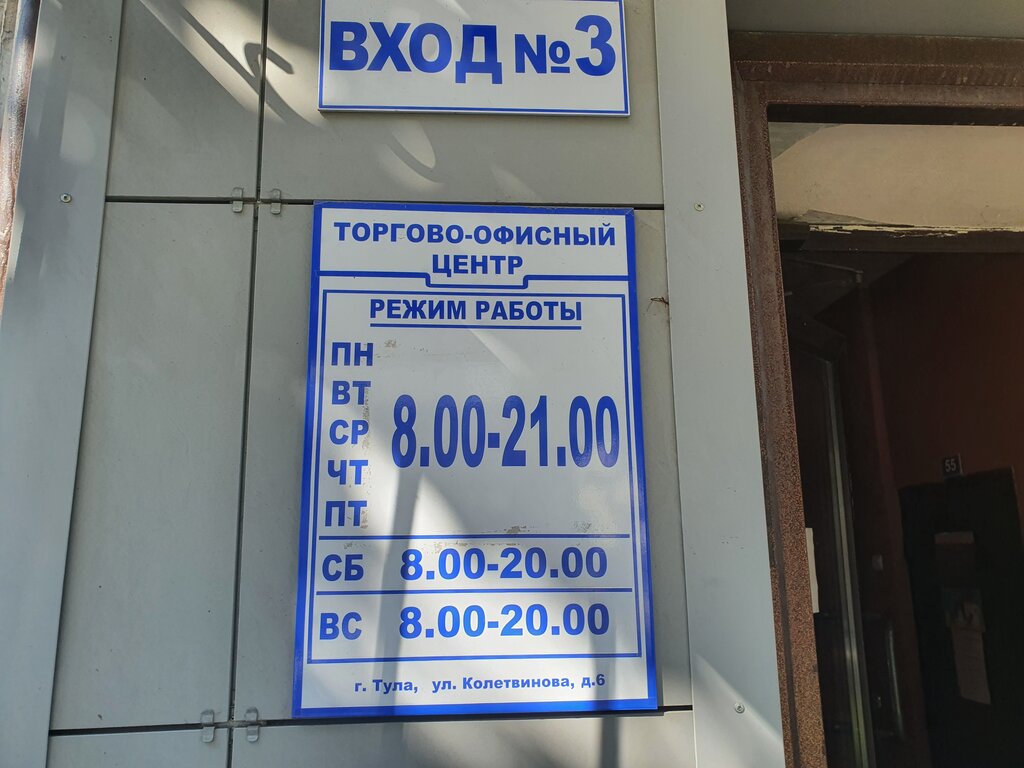 ВХОД №3
ТОРГОВО-ОФИСНЫЙ
ЦЕНТР
РЕЖИМ РАБОТЫ
ПН
ВТ
СР
ЧТ
ПТ
8.00-21.00
СБ 8.00-20.00
ВС 8.00-20.00
г. Тула, ул. Колетвинова, д.6
55